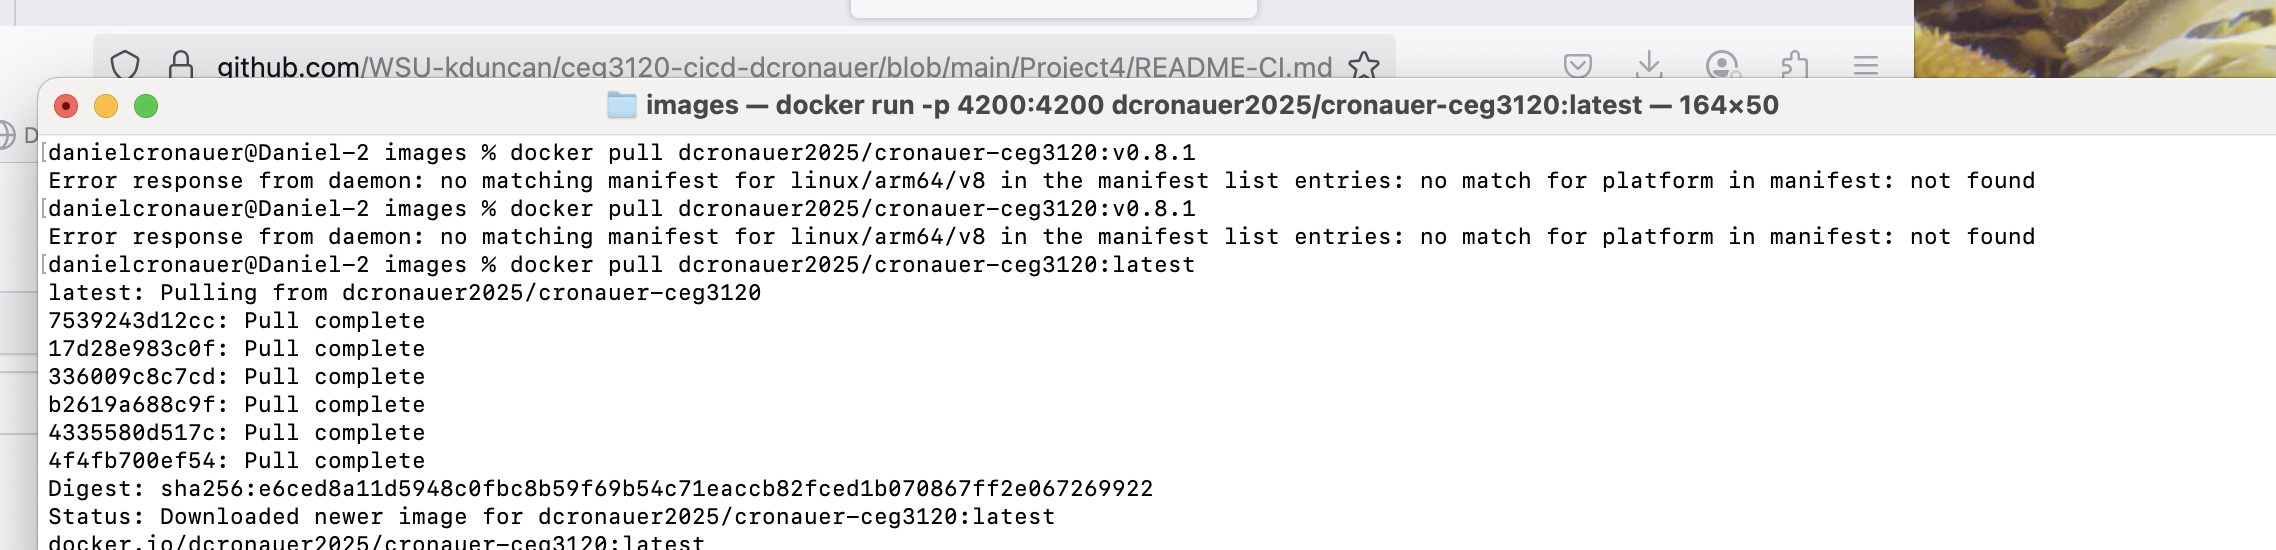 github.com/WSU-kduncan/ceg3120-cicd-dcronauer/blob/main/Project4/README-CI.md
images — docker run -p 4200:4200 dcronauer2025/cronauer-ceg3120:latest — 164×50
D
[danielcronauer@Daniel-2 images % docker pull dcronauer2025/cronauer-ceg3120:v0.8.1
Error response from daemon: no matching manifest for linux/arm64/v8 in the manifest list entries: no match for platform in manifest: not found
[danielcronauer@Daniel-2 images % docker pull dcronauer2025/cronauer-ceg3120:v0.8.1
Error response from daemon: no matching manifest for linux/arm64/v8 in the manifest list entries: no match for platform in manifest: not found
[danielcronauer@Daniel-2 images % docker pull dcronauer2025/cronauer-ceg3120:latest
latest: Pulling from dcronauer2025/cronauer-ceg3120
7539243d12cc: Pull complete
17d28e983c0f: Pull complete
336009c8c7cd: Pull complete
b2619a688c9f: Pull complete
4335580d517c: Pull complete
4f4fb700ef54: Pull complete
Digest: sha256:e6ced8a11d5948c0fbc8b59f69b54c71eaccb82fced1b070867ff2e067269922
Status: Downloaded newer image for dcronauer2025/cronauer-ceg3120:latest
docker.io/dcronauer2025/cronauer-ceg3120:latest